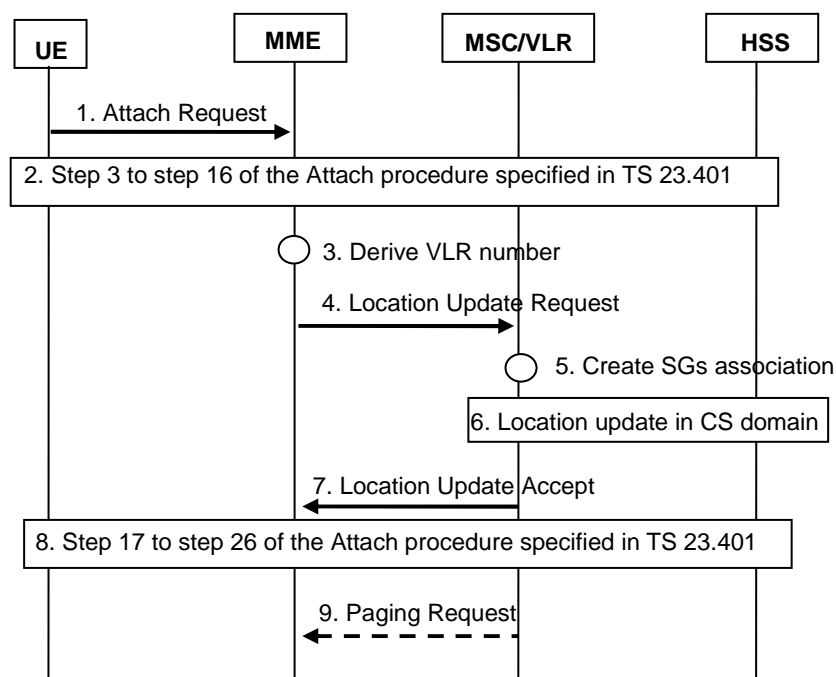 UE
MME
MSC/VLR
HSS
1. Attach Request
2. Step 3 to step 16 of the Attach procedure specified in TS 23.401
3. Derive VLR number
4. Location Update Request
5. Create SGs association
6. Location update in CS domain
7. Location Update Accept
8. Step 17 to step 26 of the Attach procedure specified in TS 23.401
9. Paging Request